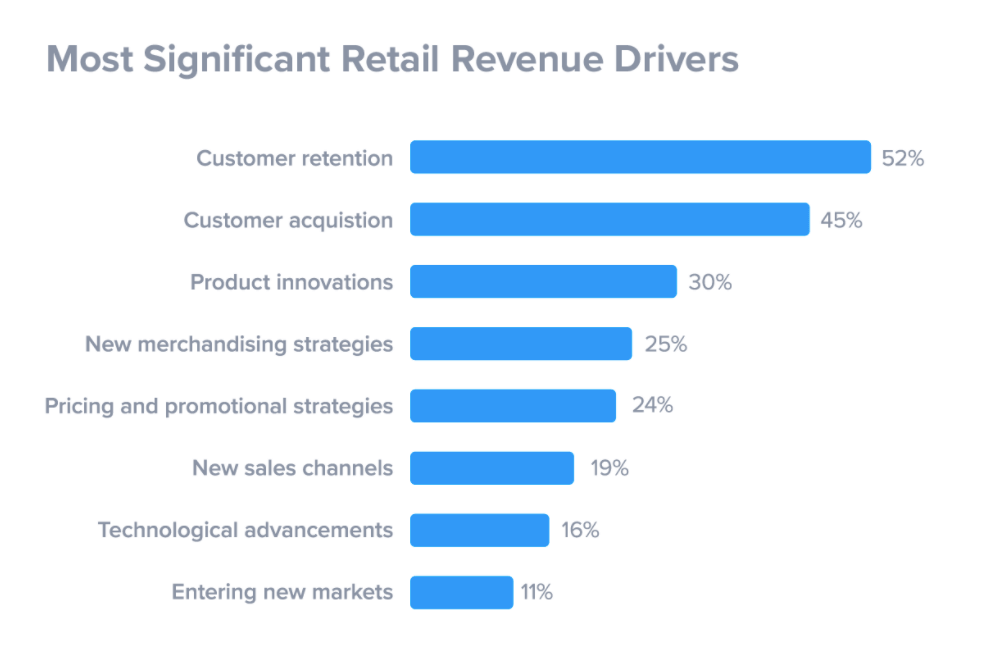 Most Significant Retail Revenue Drivers
Customer retention 52%
Customer acquistion 45%
Product innovations 30%
New merchandising strategies 25%
Pricing and promotional strategies 24%
New sales channels 19%
Technological advancements 16%
Entering new markets 11%